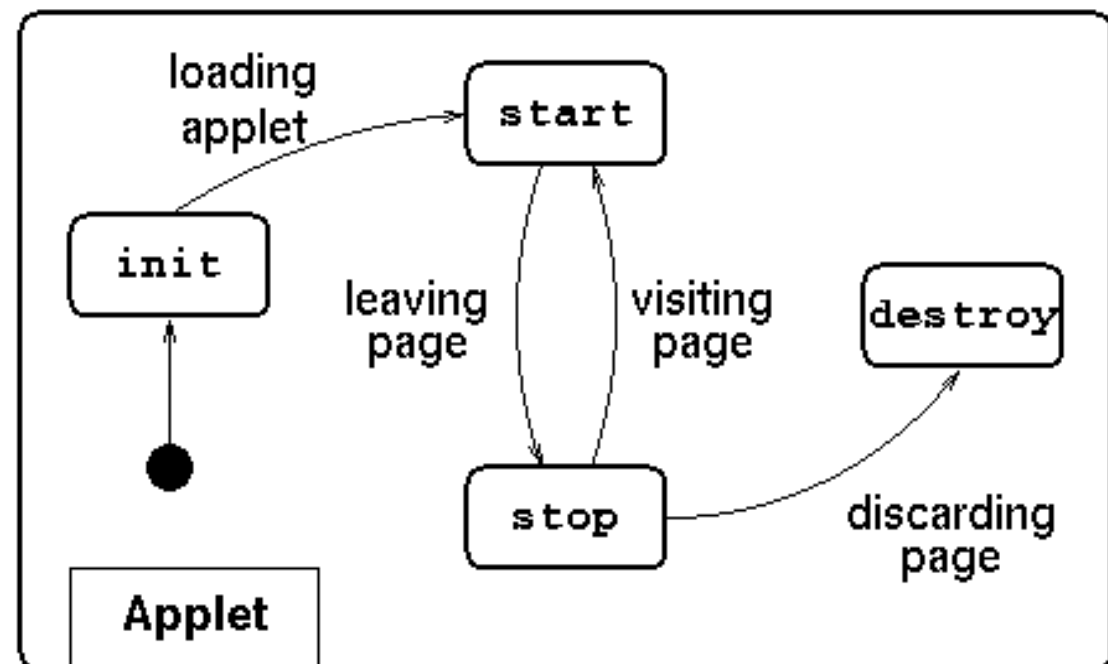 loading
applet
start
init
leaving
page
visiting
page
destroy
stop
discarding
page
Applet